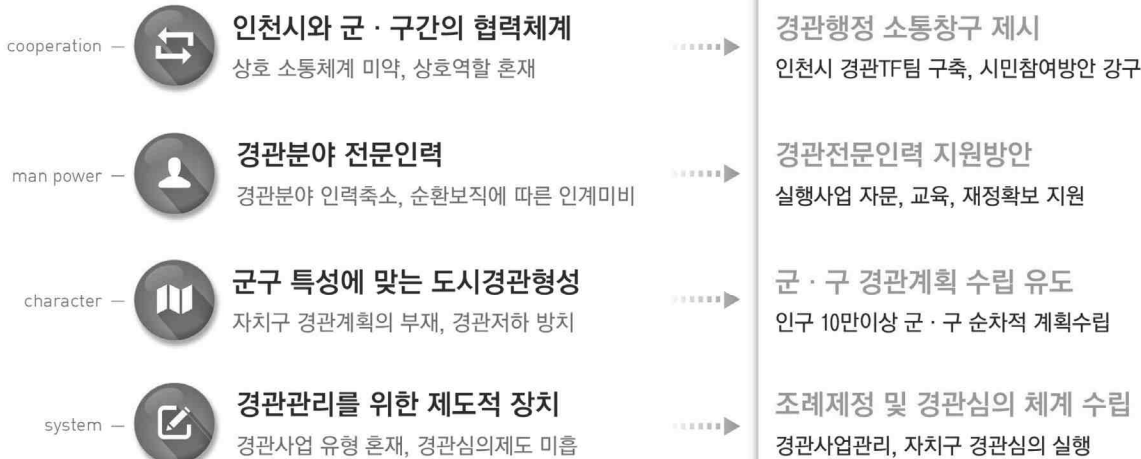 cooperation
인천시와 군 · 구간의 협력체계
상호 소통체계 미약, 상호역할 혼재
경관행정 소통창구 제시
인천시 경관TF팀 구축, 시민참여방안 강구
man power
경관분야 전문인력
경관분야 인력축소, 순환보직에 따른 인계미비
경관전문인력 지원방안
실행사업 자문, 교육, 재정확보 지원
character
군구 특성에 맞는 도시경관형성
자치구 경관계획의 부재, 경관저하 방치
군 · 구 경관계획 수립 유도
인구 10만이상 군 · 구 순차적 계획수립
system
경관관리를 위한 제도적 장치
경관사업 유형 혼재, 경관심의제도 미흡
조례제정 및 경관심의 체계 수립
경관사업관리, 자치구 경관심의 실행